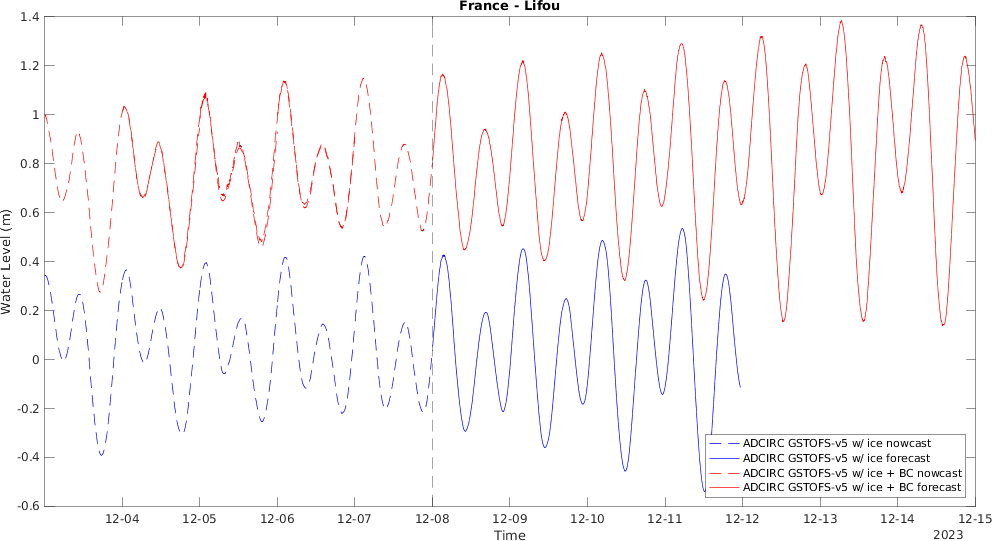 France - Lifou
1.4
1.2
1
0.8
0.6
0.4
0.2
0
-0.2
-0.4
-0.6
Water Level (m)
ADCIRC GSTOFS-v5 w/ ice nowcast
ADCIRC GSTOFS-v5 w/ ice forecast
ADCIRC GSTOFS-v5 w/ ice + BC nowcast
ADCIRC GSTOFS-v5 w/ ice + BC forecast
12-04 12-05 12-06 12-07 12-08 12-09 12-10 12-11 12-12 12-13 12-14 12-15
Time
2023